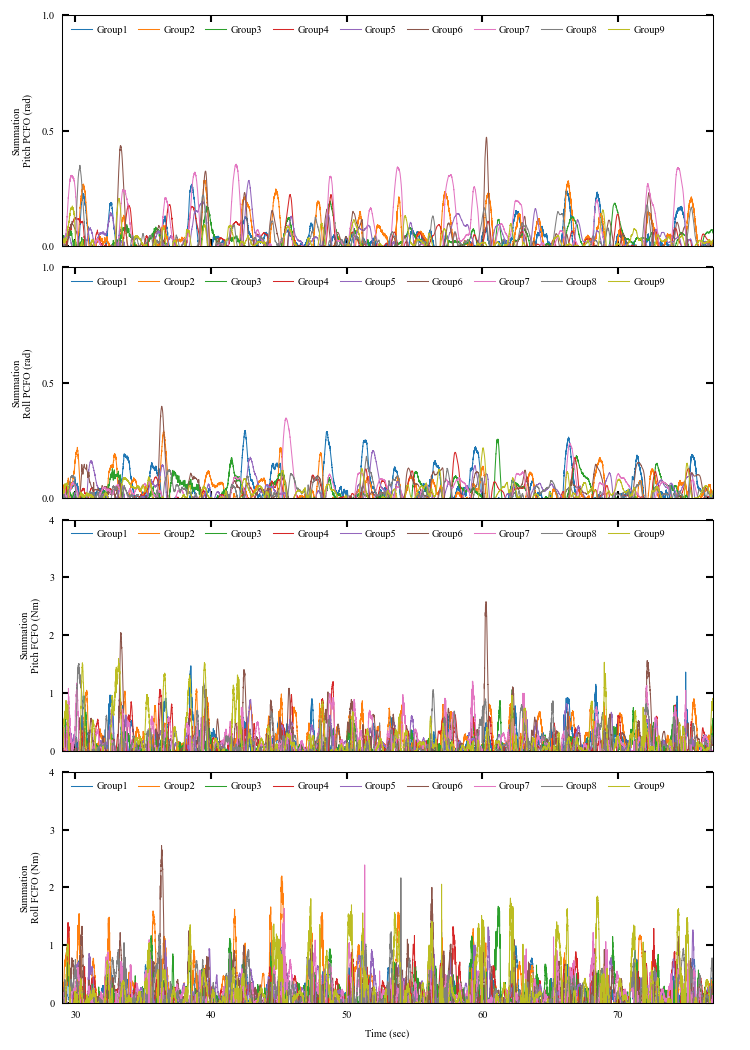 1.0
Group1 Group2 Group3 Group4 Group5 Group6 Group7 Group8 Group9
Summation
Pitch PCFO (rad)
0.5
0.0
1.0
Group1 Group2 Group3 Group4 Group5 Group6 Group7 Group8 Group9
Summation
Roll PCFO (rad)
0.5
0.0
4
Group1 Group2 Group3 Group4 Group5 Group6 Group7 Group8 Group9
3
Summation
Pitch FCFO (Nm)
2
1
0
4
Group1 Group2 Group3 Group4 Group5 Group6 Group7 Group8 Group9
3
Summation
Roll FCFO (Nm)
2
1
0
30 40 50 60 70
Time (sec)